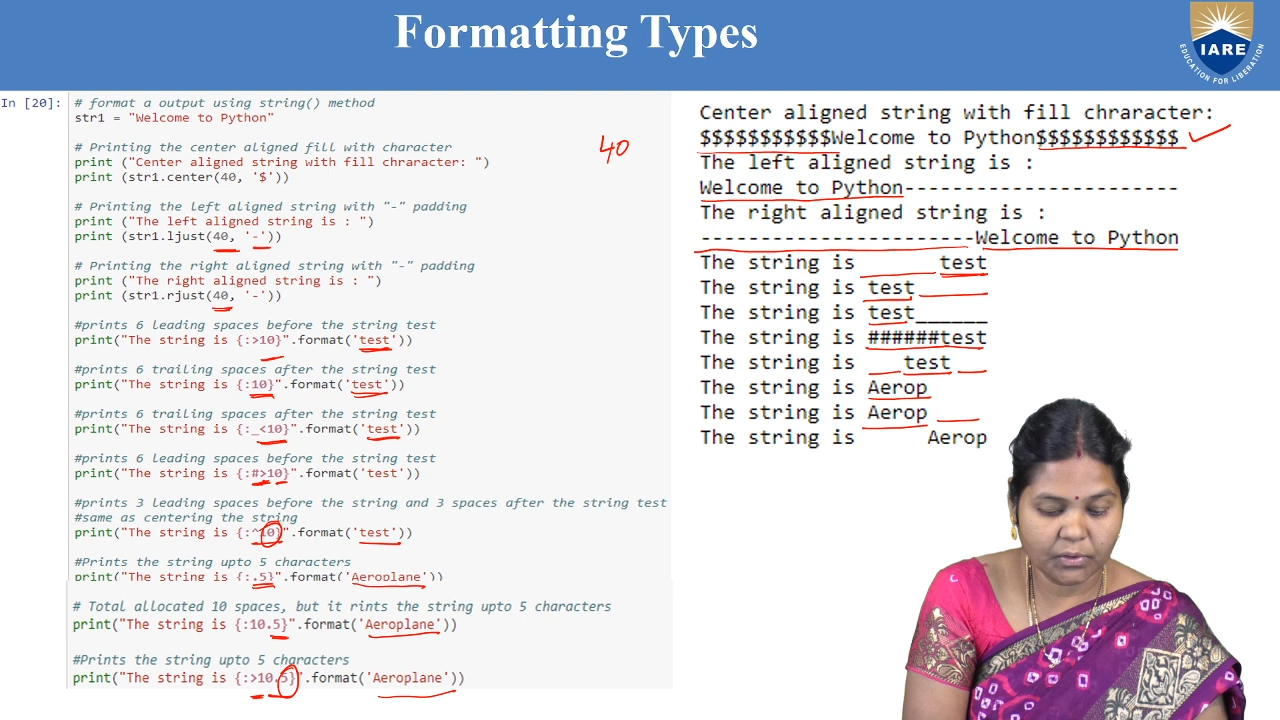 Formatting Types
IARE
EDUCATION FOR LIBERATION
In [20]:
# format a output using string() method
str1 = "Welcome to Python"
# Printing the center aligned fill with character
print ("Center aligned string with fill chraracter: ")
print (str1.center(40, '$'))
# Printing the left aligned string with "-" padding
print ("The left aligned string is : ")
print (str1.ljust(40, '-'))
# Printing the right aligned string with "-" padding
print ("The right aligned string is : ")
print (str1.rjust(40, '-'))
#prints 6 leading spaces before the string test
print("The string is {:>10}".format('test'))
#prints 6 trailing spaces after the string test
print("The string is {:10}".format('test'))
#prints 6 trailing spaces after the string test
print("The string is {:_<10}".format('test'))
#prints 6 leading spaces before the string test
print("The string is {:#>10}".format('test'))
#prints 3 leading spaces before the string and 3 spaces after the string test
#same as centering the string
print("The string is {:^10}".format('test'))
#Prints the string upto 5 characters
print("The string is {:.5}".format('Aeroplane'))
# Total allocated 10 spaces, but it rints the string upto 5 characters
print("The string is {:10.5}".format('Aeroplane'))
#Prints the string upto 5 characters
print("The string is {:>10.5}".format('Aeroplane'))
40
Center aligned string with fill chraracter:
$$$$$$$$$$$Welcome to Python$$$$$$$$$$$$
The left aligned string is :
Welcome to Python-----------------------
The right aligned string is :
-----------------------Welcome to Python
The string is       test
The string is test
The string is test______
The string is ######test
The string is    test
The string is Aerop
The string is Aerop
The string is      Aerop